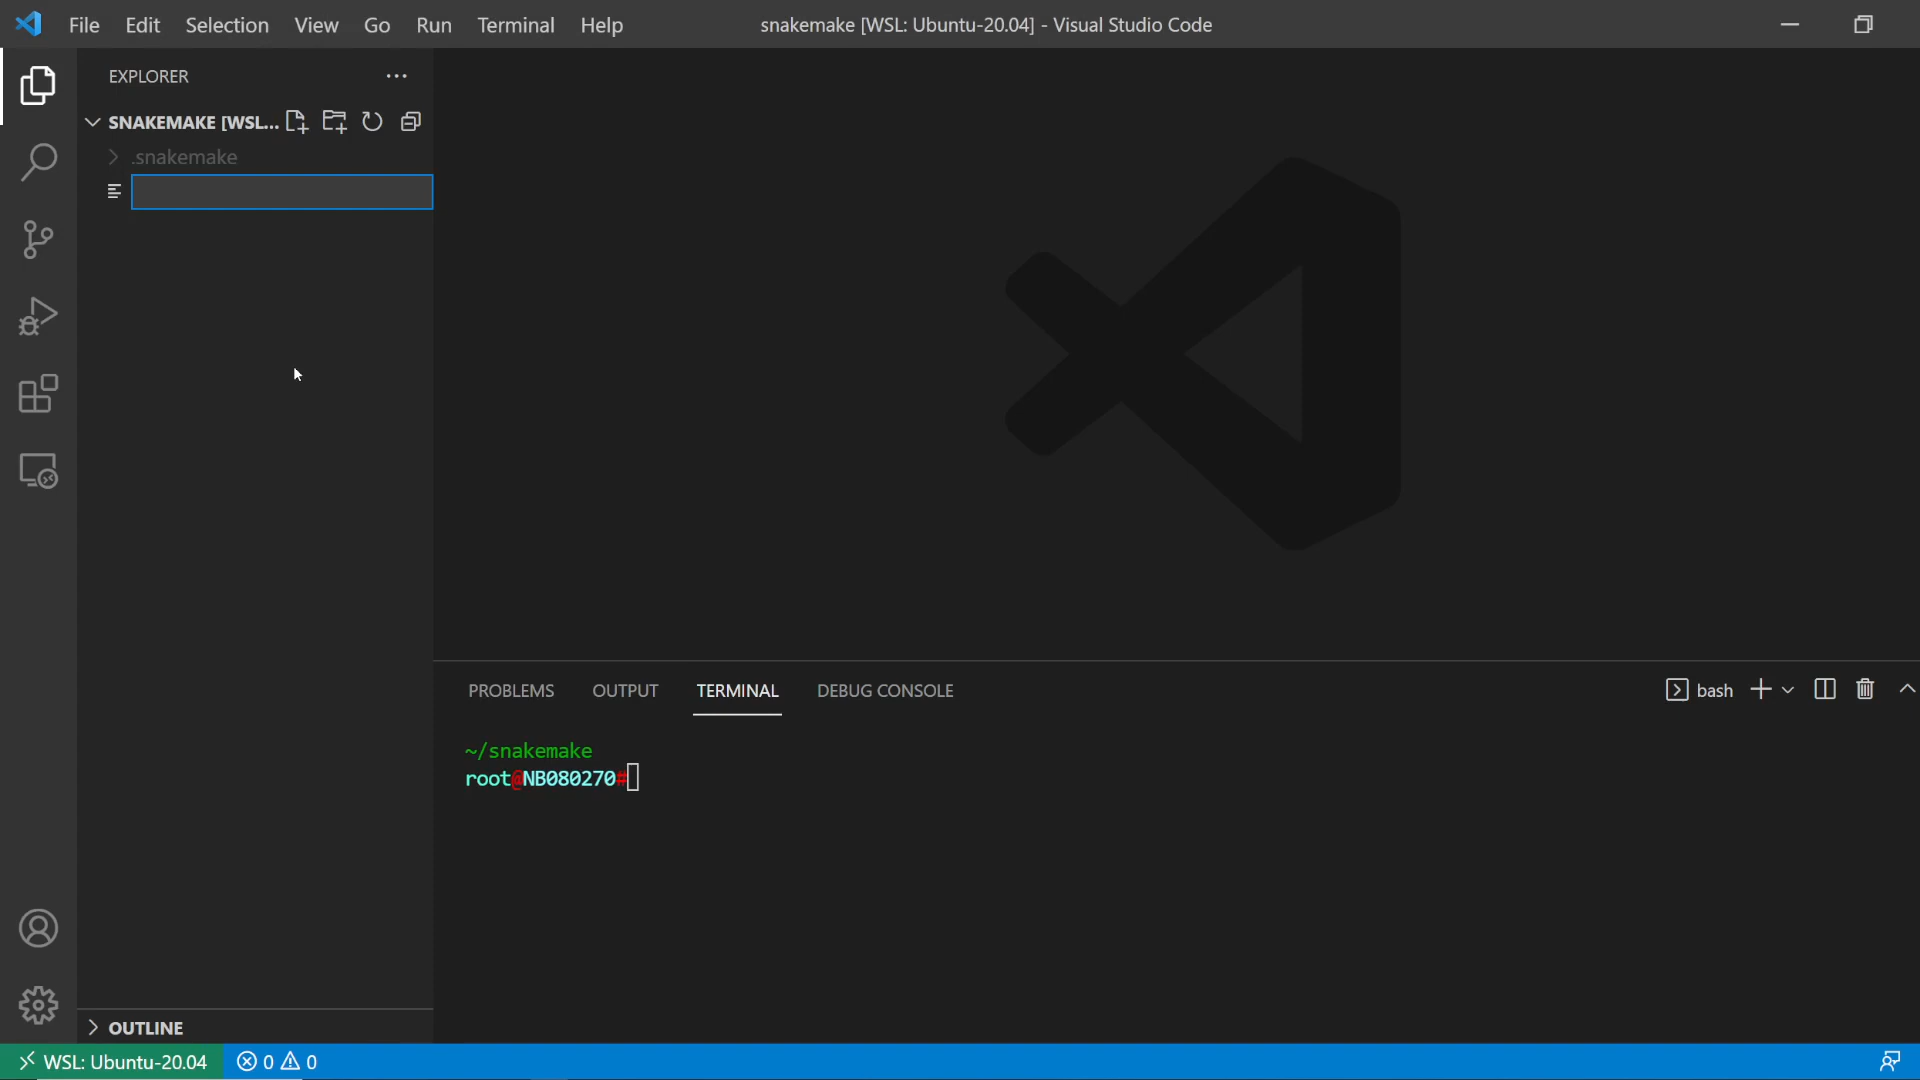 File Edit Selection View Go Run Terminal Help
snakemake [WSL: Ubuntu-20.04] - Visual Studio Code
EXPLORER
SNAKEMAKE [WSL...
.snakemake
PROBLEMS OUTPUT TERMINAL DEBUG CONSOLE
bash
~/snakemake
root@NB080270#
OUTLINE
WSL: Ubuntu-20.04 0 0